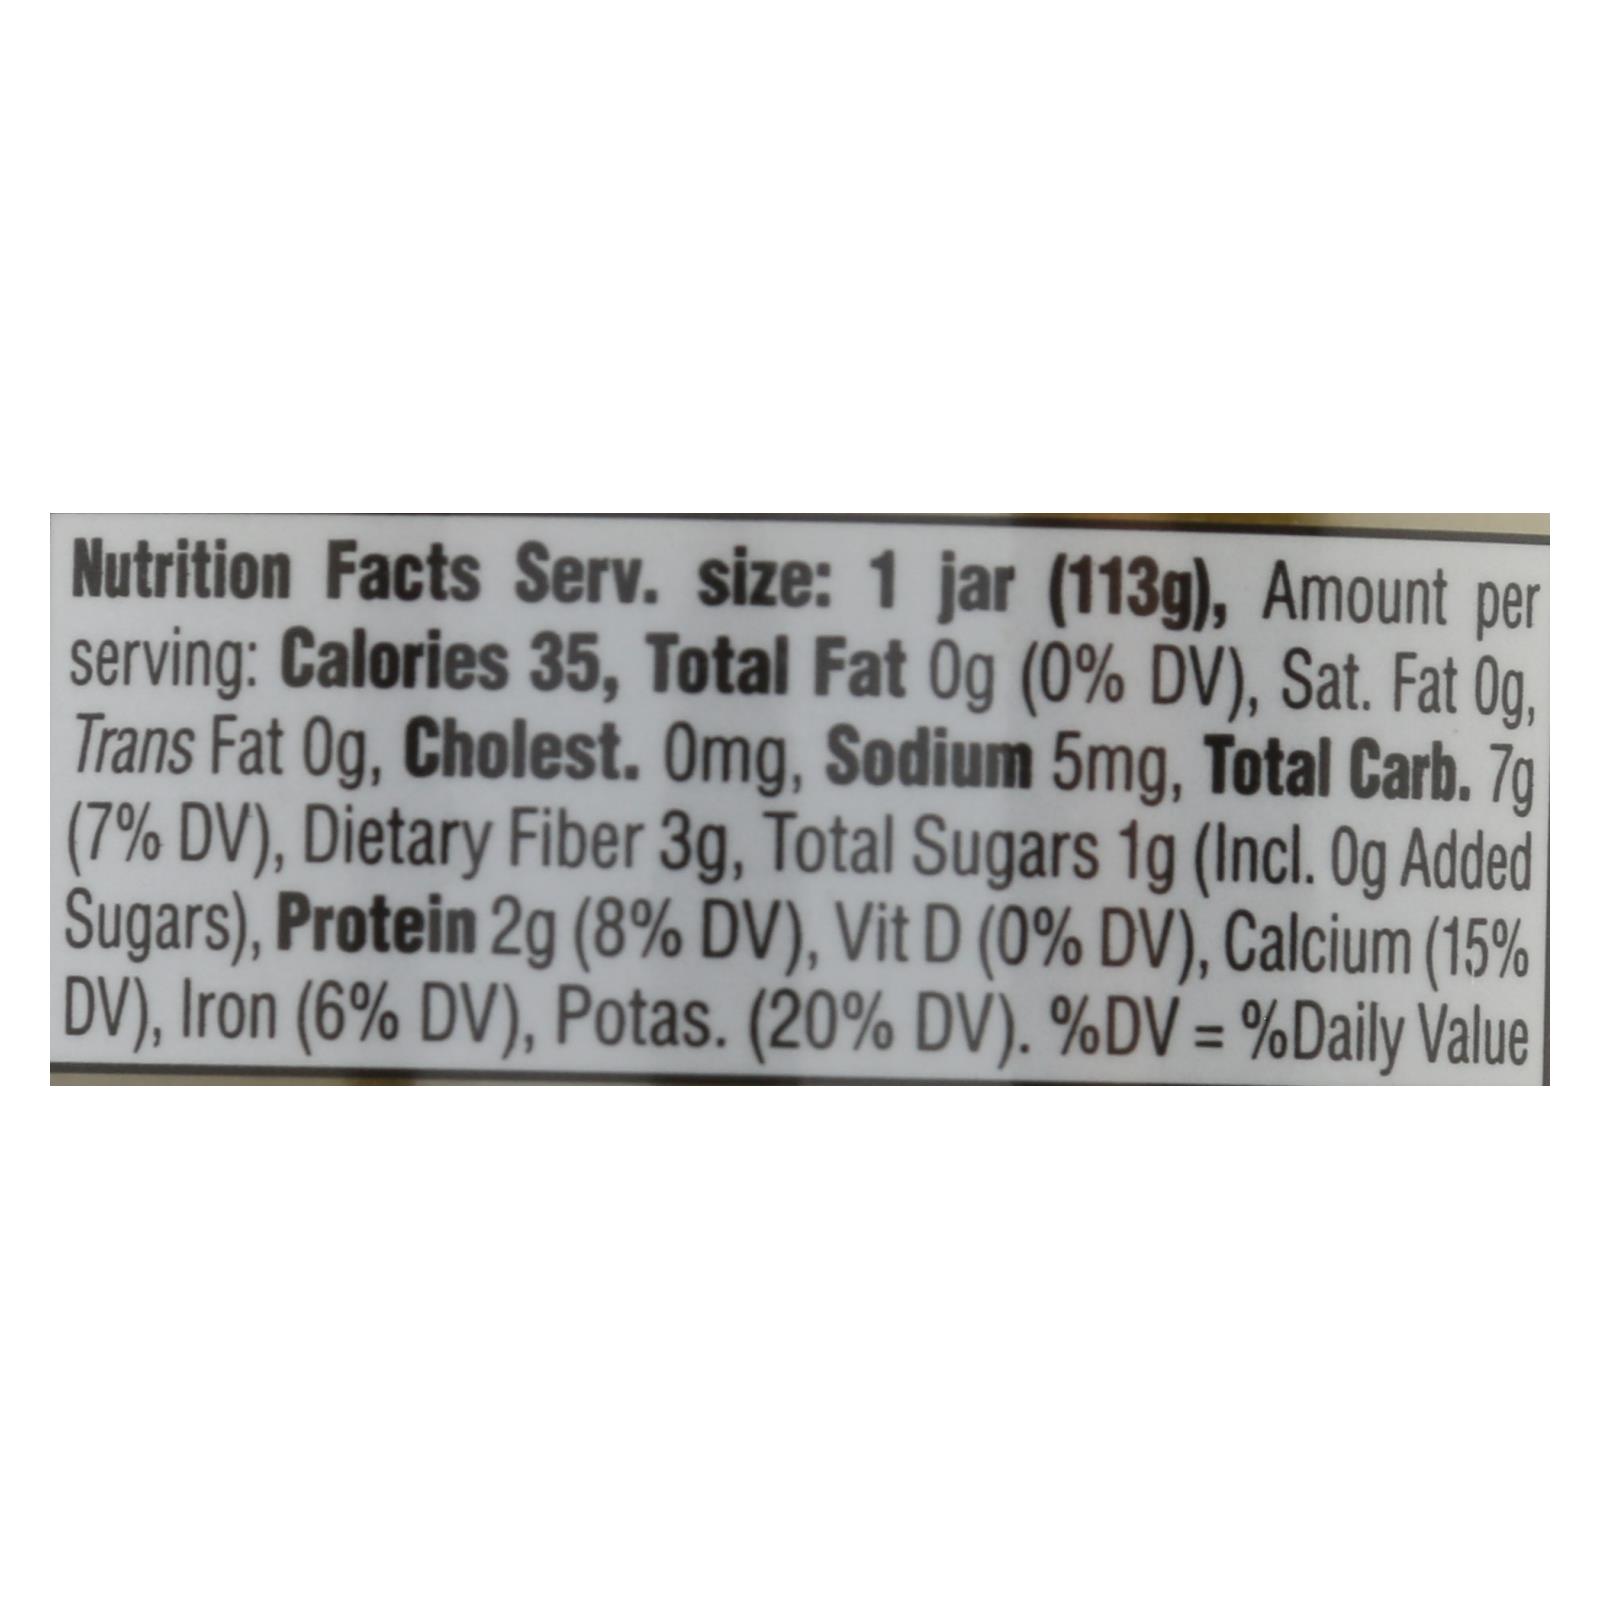 Nutrition Facts Serv. size: 1 jar (113g), Amount per
serving: Calories 35, Total Fat 0g (0% DV), Sat. Fat 0g,
Trans Fat 0g, Cholest. 0mg, Sodium 5mg, Total Carb. 7g
(7% DV), Dietary Fiber 3g, Total Sugars 1g (Incl. 0g Added
Sugars), Protein 2g (8% DV), Vit D (0% DV), Calcium (15%
DV), Iron (6% DV), Potas. (20% DV). %DV = %Daily Value